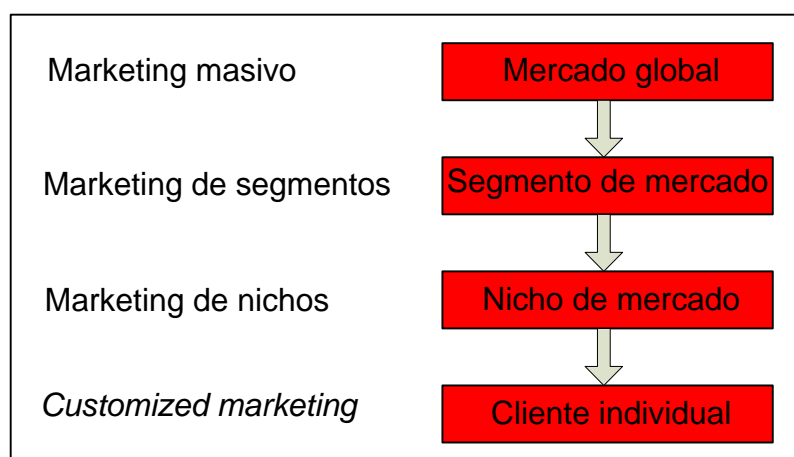 Marketing masivo
Mercado global
Marketing de segmentos
Segmento de mercado
Marketing de nichos
Nicho de mercado
Customized marketing
Cliente individual